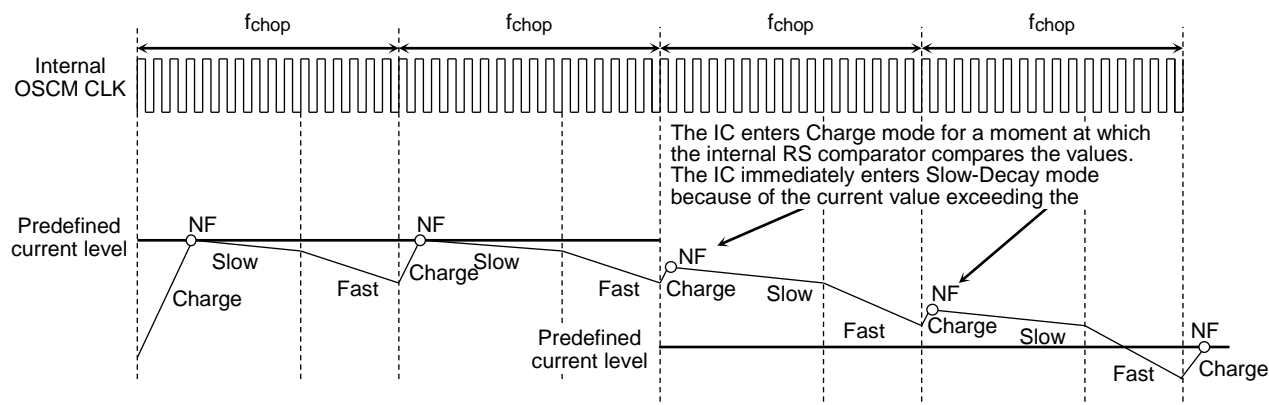 fchop fchop fchop fchop
Internal
OSCM CLK
The IC enters Charge mode for a moment at which
the internal RS comparator compares the values.
The IC immediately enters Slow-Decay mode
because of the current value exceeding the
Predefined
current level
NF
Slow
Charge
Fast
NF
Charge
Slow
Fast
NF
Charge
Slow
Fast
NF
Charge
Slow
Fast
NF
Charge
Predefined
current level